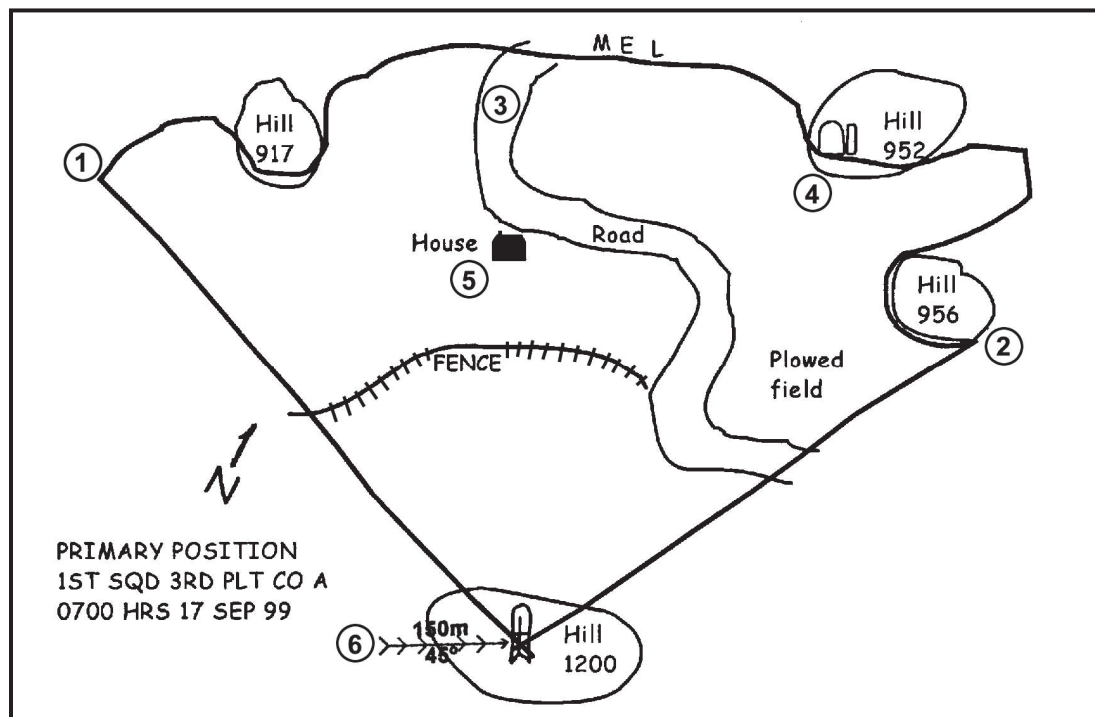 MEL
3
Hill
917
1
Hill
952
4
House
Road
5
Hill
956
2
FENCE
Plowed
field
N
PRIMARY POSITION
1ST SQD 3RD PLT CO A
0700 HRS 17 SEP 99
6
150m
45°
Hill
1200